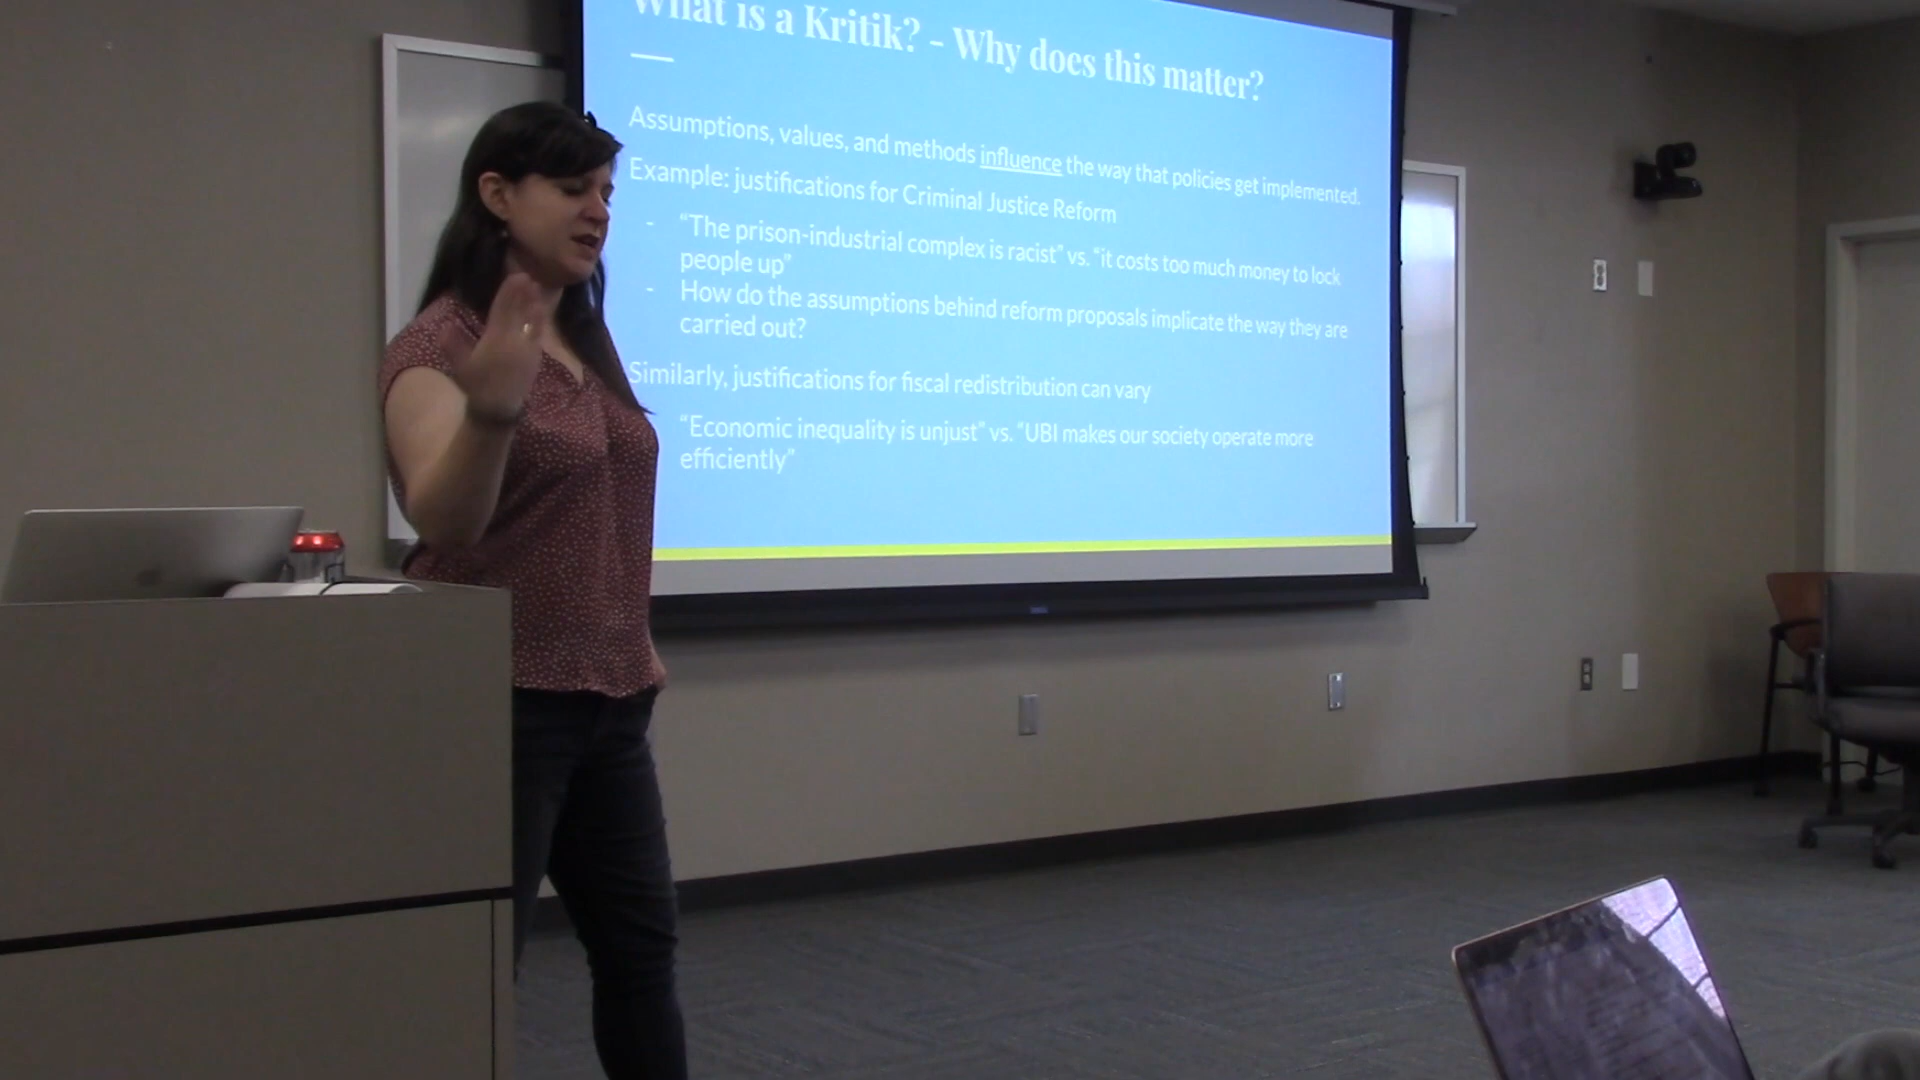 What is a Kritik? - Why does this matter?
Assumptions, values, and methods influence the way that policies get implemented.
Example: justifications for Criminal Justice Reform
- "The prison-industrial complex is racist" vs. "it costs too much money to lock
people up"
- How do the assumptions behind reform proposals implicate the way they are
carried out?
Similarly, justifications for fiscal redistribution can vary
"Economic inequality is unjust" vs. "UBI makes our society operate more
efficiently"